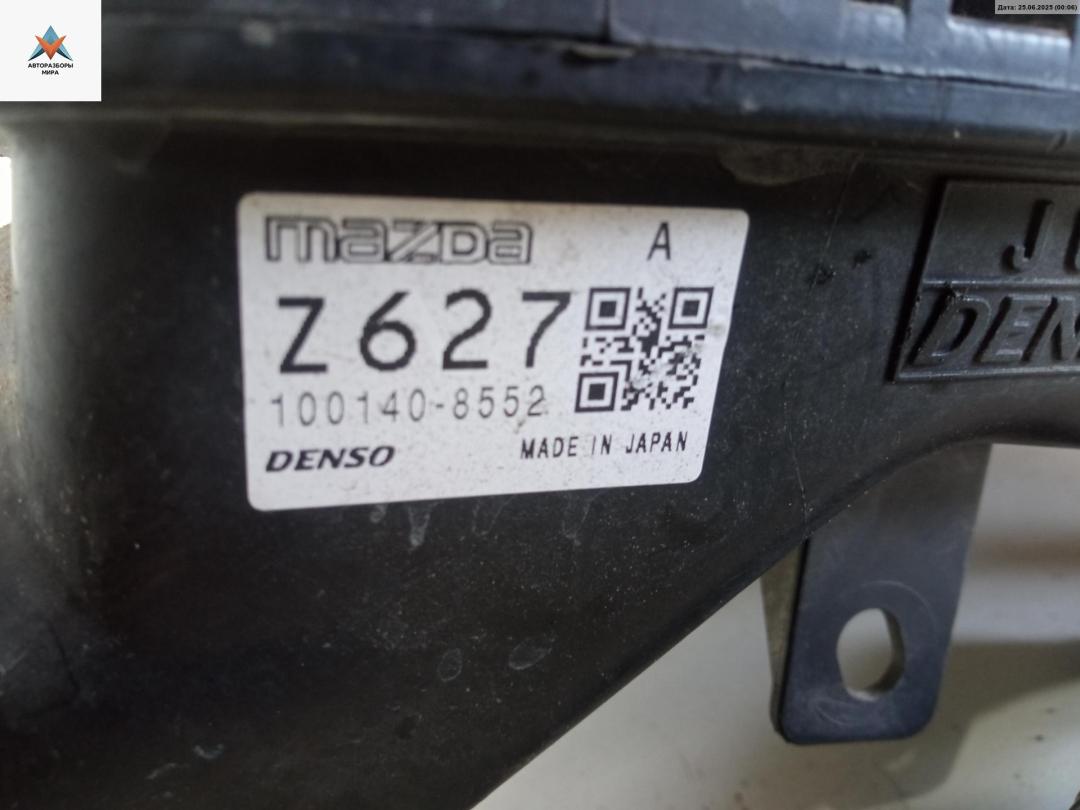 АВТОРАЗБОРЫ
МИРА
Дата: 25.06.2025 (00:06)
mazDa A
Z627
100140-8552
DENSO MADE IN JAPAN